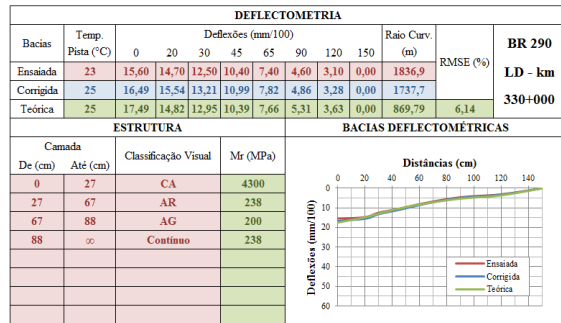 DEFLECTOMETRIA
Bacias Temp. Pista (°C) Deflexões (mm/100) Raio Curv. (m) RMSE (%) BR 290 LD - km 330+000
0 20 30 45 65 90 120 150
Ensaiada 23 15,60 14,70 12,50 10,40 7,40 4,60 3,10 0,00 1836,9
Corrigida 25 16,49 15,54 13,21 10,99 7,82 4,86 3,28 0,00 1737,7
Teórica 25 17,49 14,82 12,95 10,39 7,66 5,31 3,63 0,00 869,79 6,14
ESTRUTURA
Camada Classificação Visual Mr (MPa)
De (cm) Até (cm)
0 27 CA 4300
27 67 AR 238
67 88 AG 200
88 ∞ Contínuo 238
BACIAS DEFLECTOMÉTRICAS
Distâncias (cm)
0 20 40 60 80 100 120 140
Deflexões (mm/100)
0
10
20
30
40
50
60
Ensaiada
Corrigida
Teórica